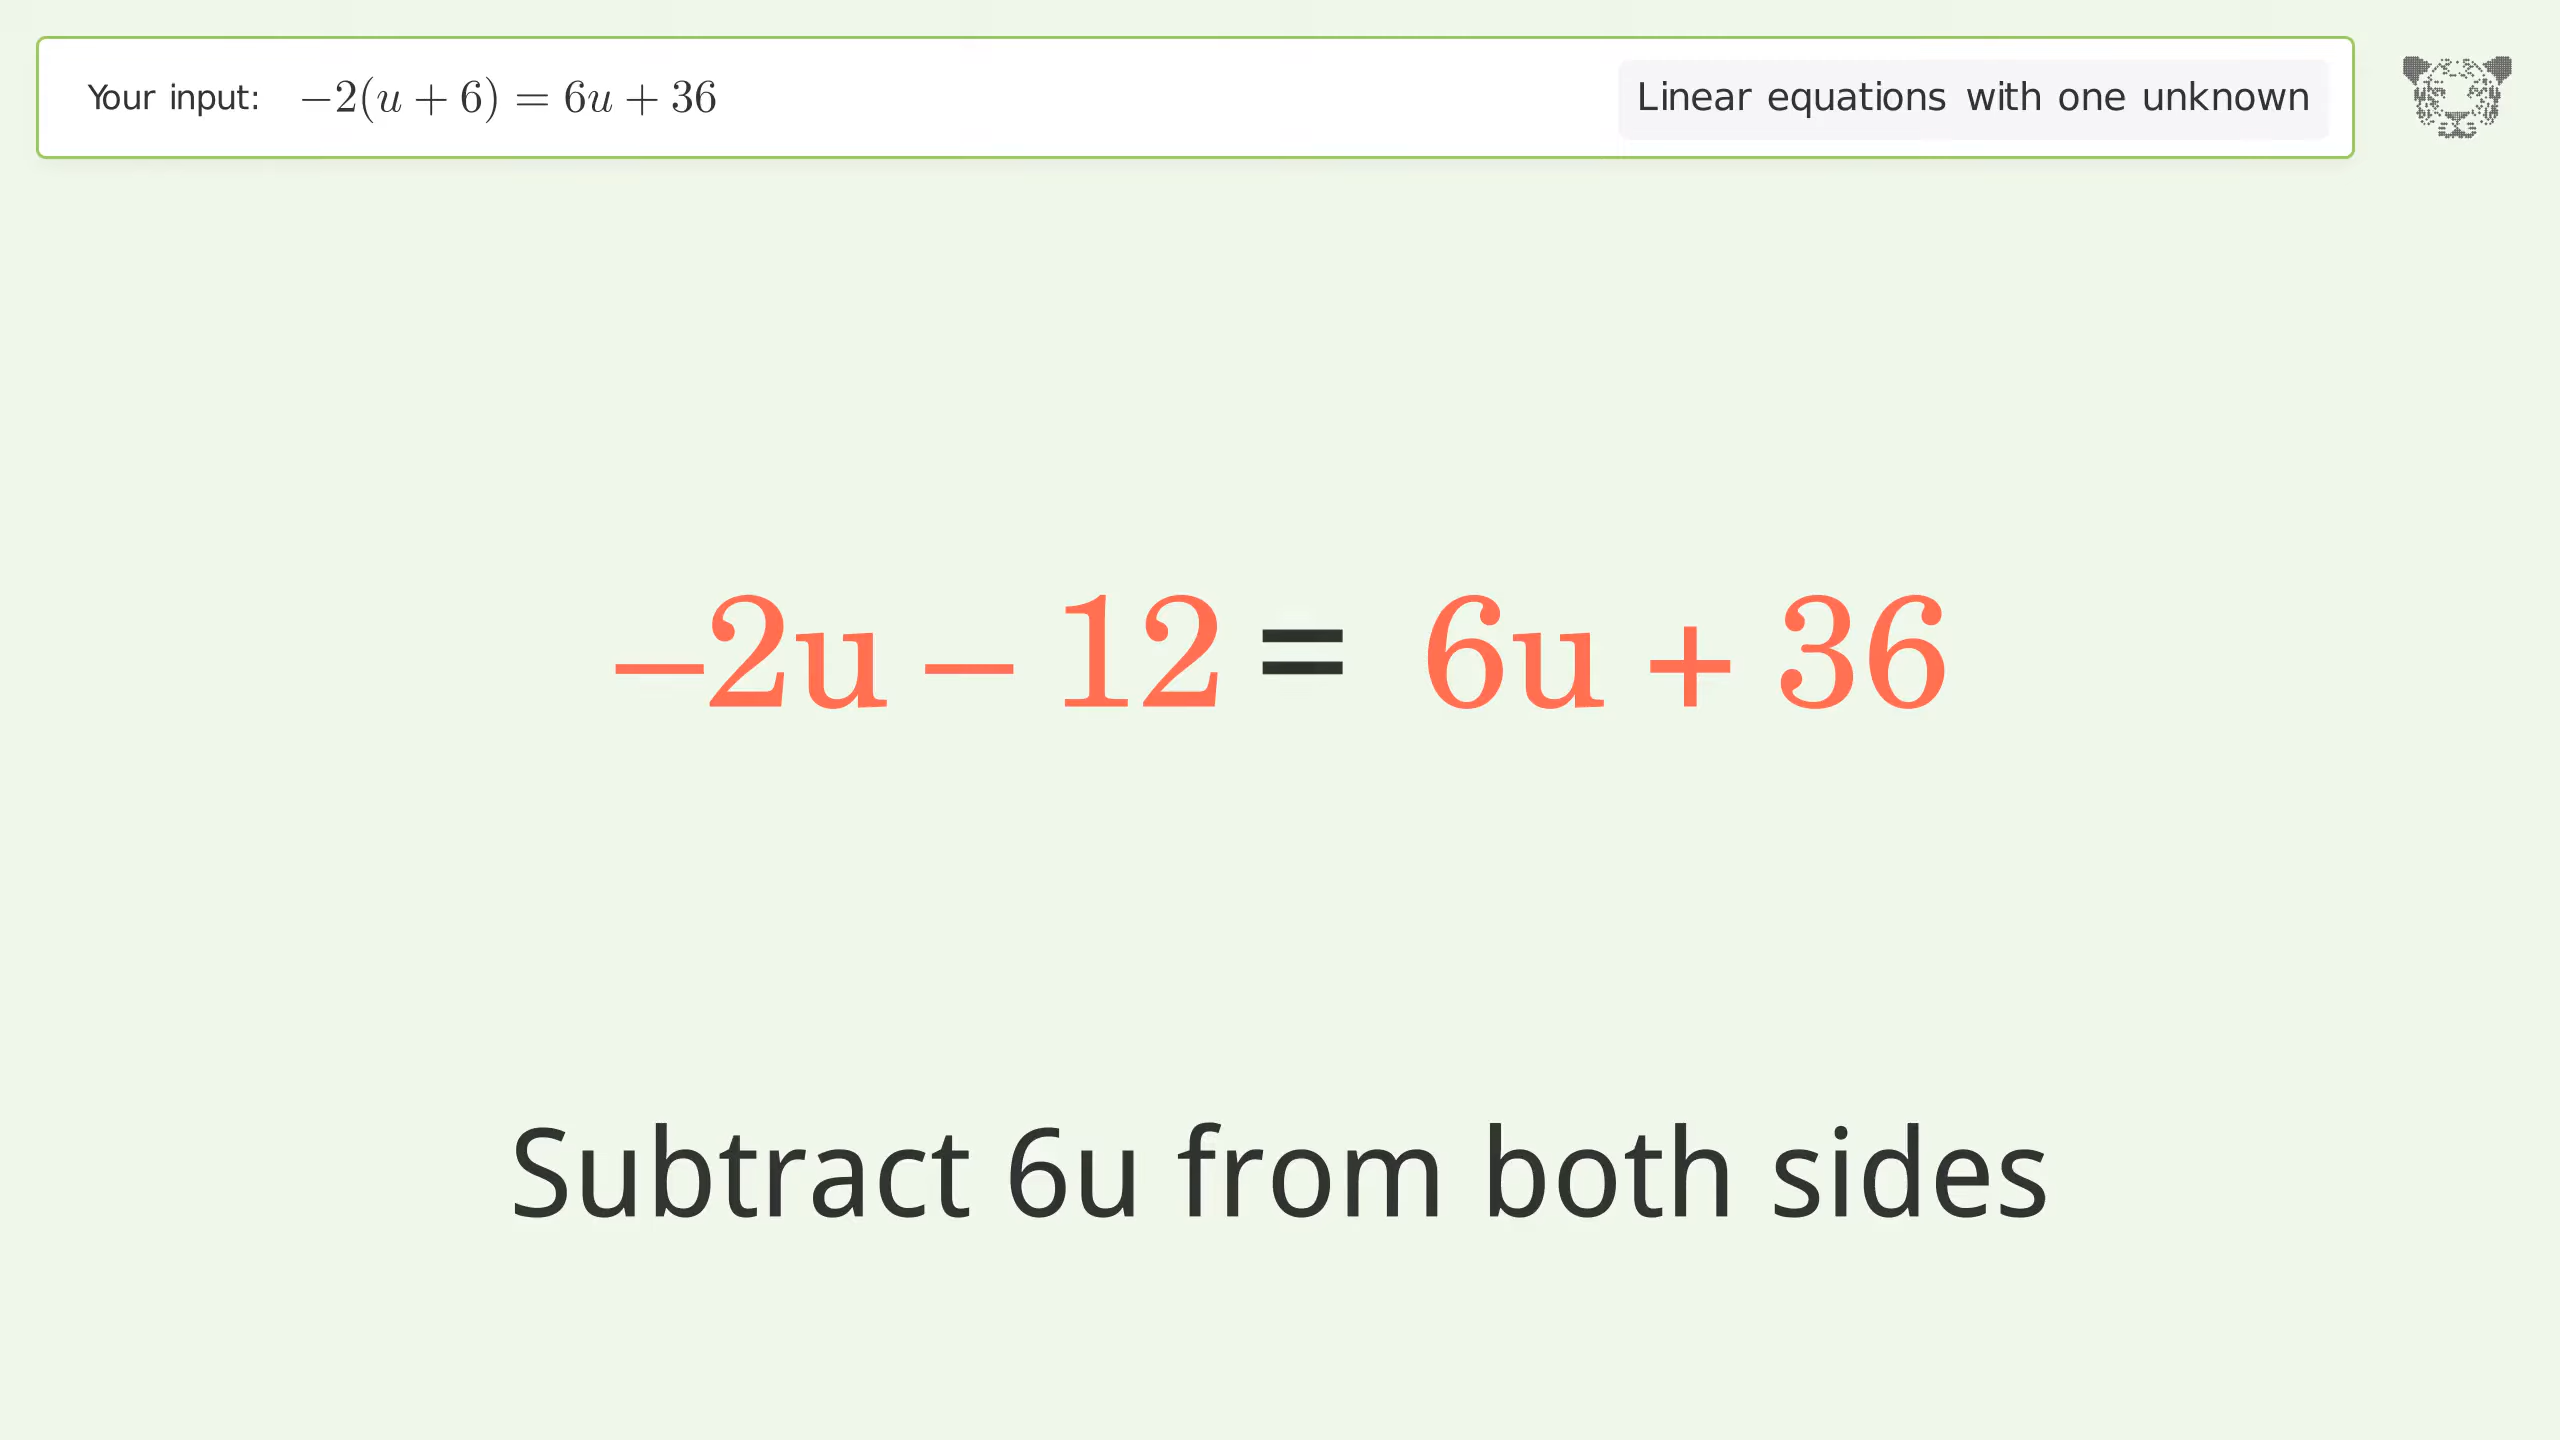 Your input: −2(u + 6) = 6u + 36
Linear equations with one unknown
−2u − 12 = 6u + 36
Subtract 6u from both sides